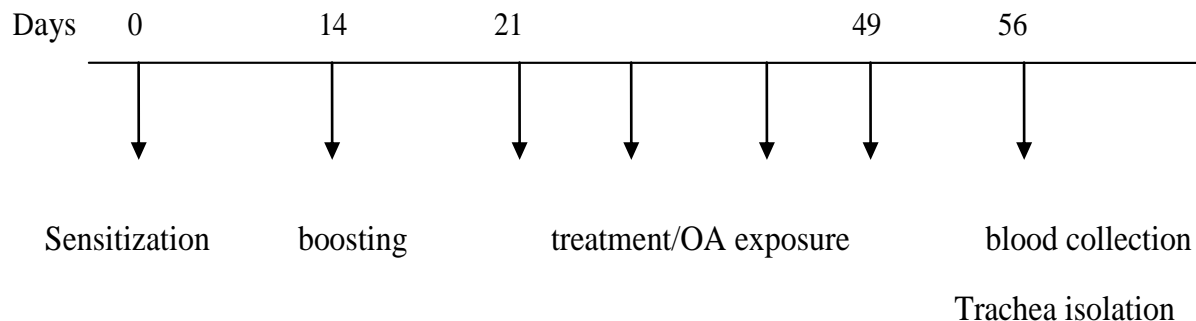 Days 0 14 21 49 56
Sensitization boosting treatment/OA exposure blood collection
Trachea isolation